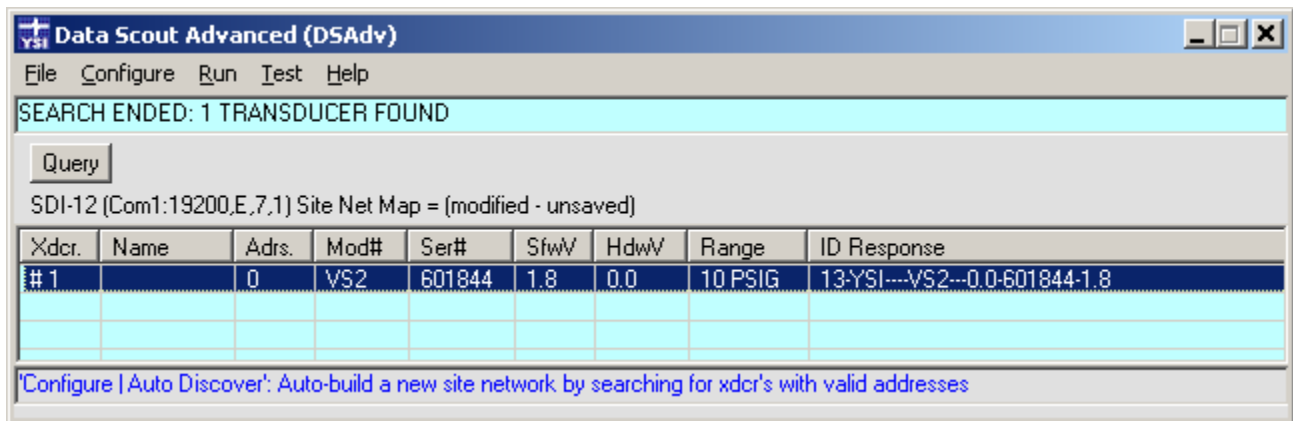 YSI Data Scout Advanced (DSAdv)
File Configure Run Test Help
SEARCH ENDED: 1 TRANSDUCER FOUND
Query
SDI-12 (Com1:19200,E,7,1) Site Net Map = (modified - unsaved)
Xdcr. Name Adrs. Mod# Ser# SfwV HdwV Range ID Response
# 1 0 VS2 601844 1.8 0.0 10 PSIG 13-YSI----VS2---0.0-601844-1.8
'Configure | Auto Discover': Auto-build a new site network by searching for xdcr's with valid addresses